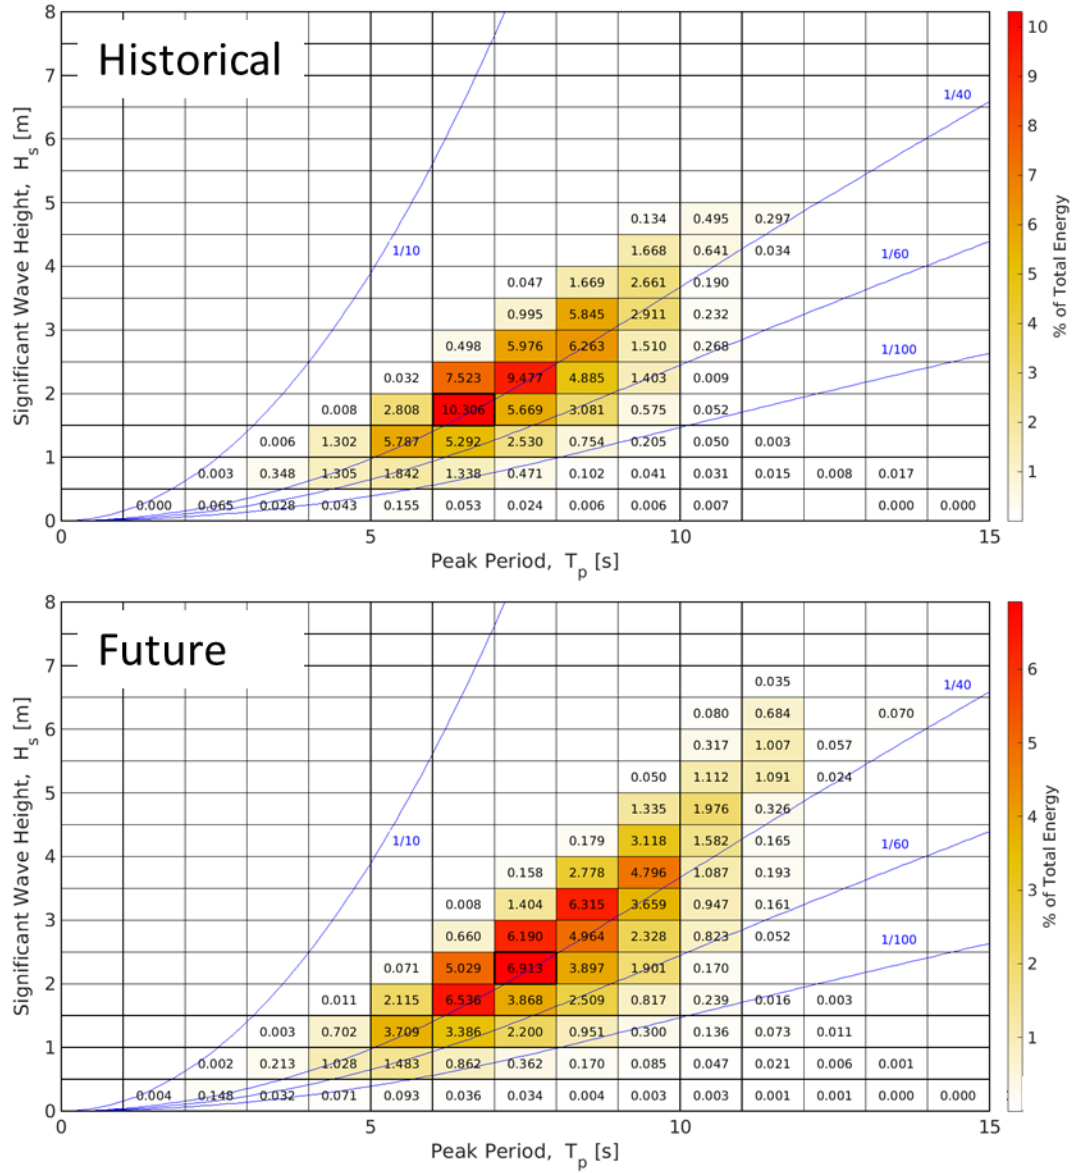 Historical
8
7
6
5
4
3
2
1
0
Significant Wave Height, H_s [m]
1/10
1/40
1/60
1/100
0.134 0.495 0.297
1.668 0.641 0.034
0.047 1.669 2.661 0.190
0.995 5.845 2.911 0.232
0.498 5.976 6.263 1.510 0.268
0.032 7.523 9.477 4.885 1.403 0.009
0.008 2.808 10.306 5.669 3.081 0.575 0.052
0.006 1.302 5.787 5.292 2.530 0.754 0.205 0.050 0.003
0.003 0.348 1.305 1.842 1.338 0.471 0.102 0.041 0.031 0.015 0.008 0.017
0.000 0.065 0.028 0.043 0.155 0.053 0.024 0.006 0.006 0.007 0.000 0.000
0 5 10 15
Peak Period, T_p [s]
10
9
8
7
6
5
4
3
2
1
% of Total Energy
Future
8
7
6
5
4
3
2
1
0
Significant Wave Height, H_s [m]
1/10
1/40
1/60
1/100
0.035
0.080 0.684 0.070
0.317 1.007 0.057
0.050 1.112 1.091 0.024
1.335 1.976 0.326
0.179 3.118 1.582 0.165
0.158 2.778 4.796 1.087 0.193
0.008 1.404 6.315 3.659 0.947 0.161
0.660 6.190 4.964 2.328 0.823 0.052
0.071 5.029 6.913 3.897 1.901 0.170
0.011 2.115 6.536 3.868 2.509 0.817 0.239 0.016 0.003
0.003 0.702 3.709 3.386 2.200 0.951 0.300 0.136 0.073 0.011
0.002 0.213 1.028 1.483 0.862 0.362 0.170 0.085 0.047 0.021 0.006 0.001
0.004 0.148 0.032 0.071 0.093 0.036 0.034 0.004 0.003 0.003 0.001 0.001 0.000 0.000
0 5 10 15
Peak Period, T_p [s]
6
5
4
3
2
1
% of Total Energy